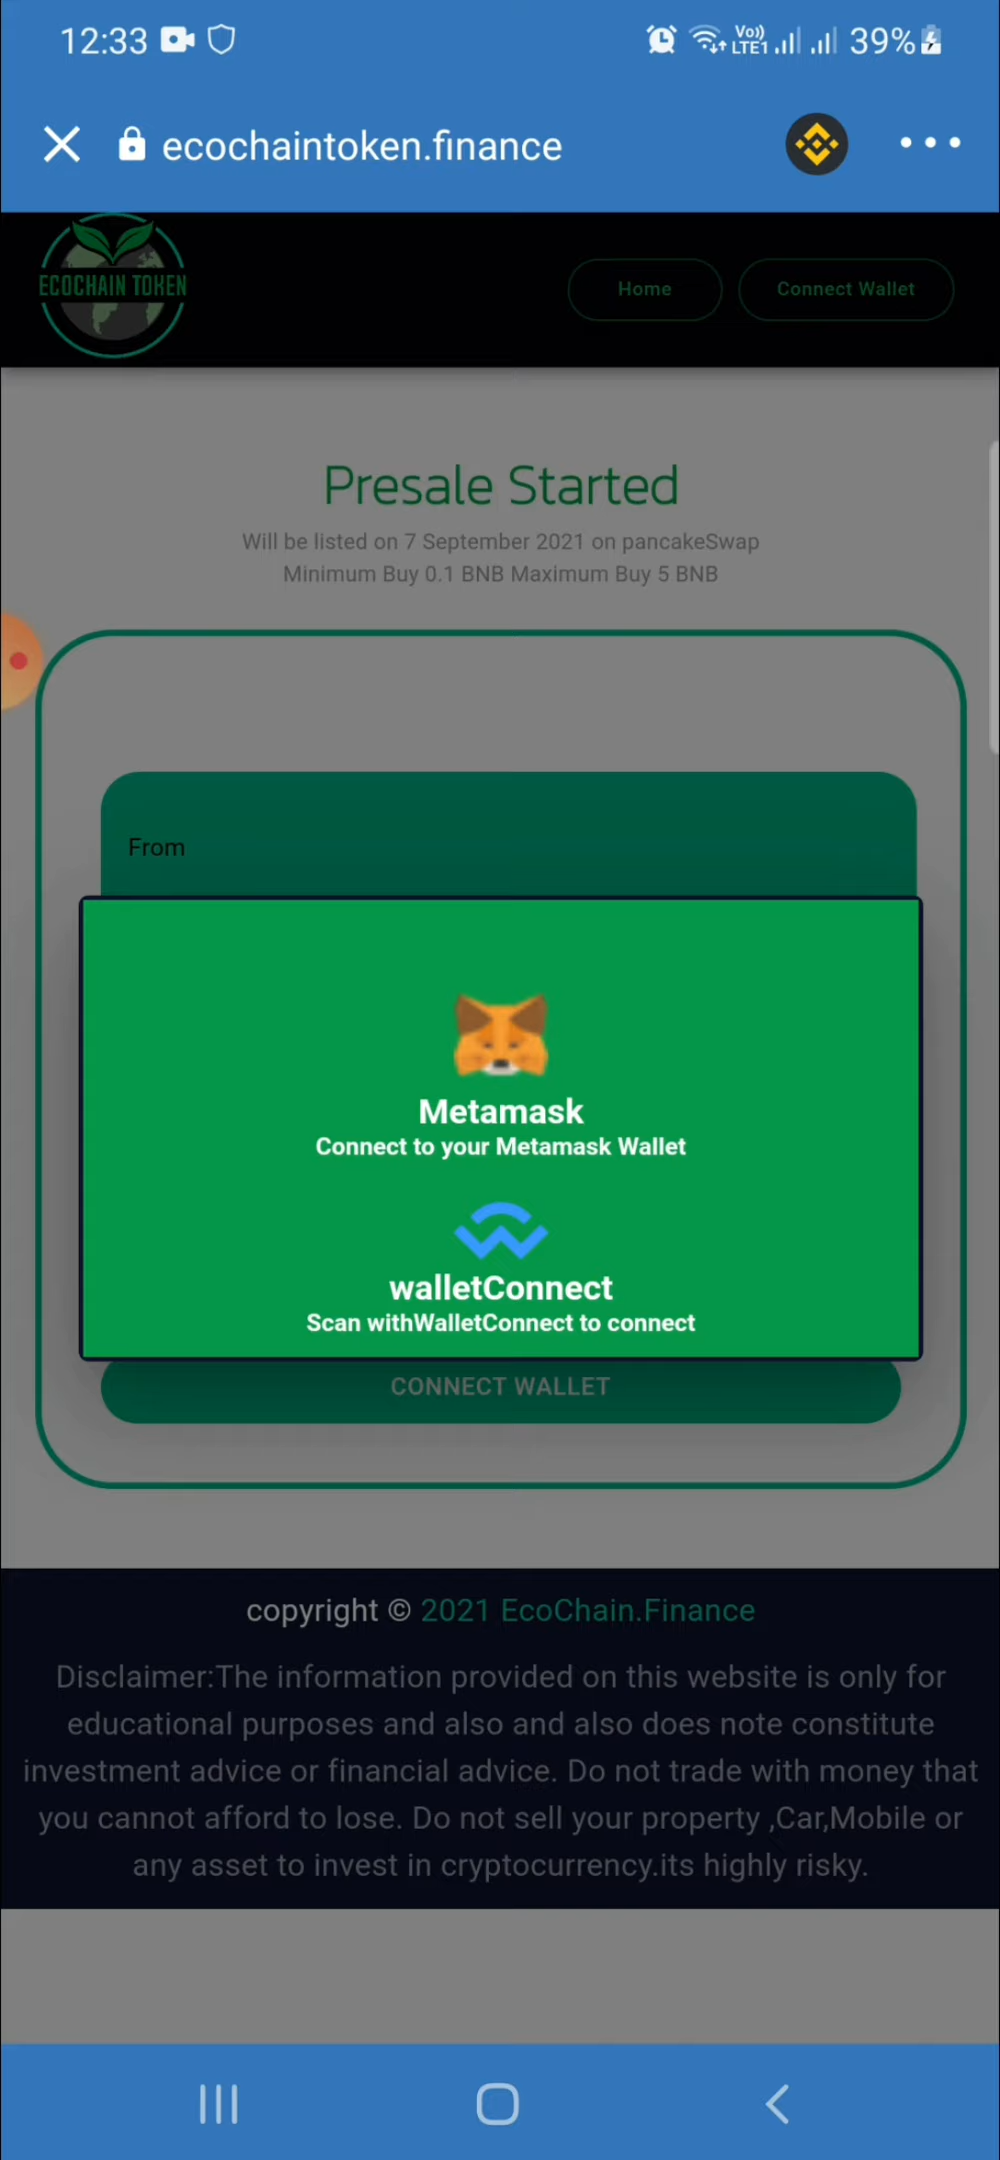 12:33
Vo))
LTE1
39%
ecochaintoken.finance
ECOCHAIN TOKEN
Home
Connect Wallet
Presale Started
Will be listed on 7 September 2021 on pancakeSwap
Minimum Buy 0.1 BNB Maximum Buy 5 BNB
From
Metamask
Connect to your Metamask Wallet
walletConnect
Scan withWalletConnect to connect
CONNECT WALLET
copyright © 2021 EcoChain.Finance
Disclaimer:The information provided on this website is only for
educational purposes and also and also does note constitute
investment advice or financial advice. Do not trade with money that
you cannot afford to lose. Do not sell your property ,Car,Mobile or
any asset to invest in cryptocurrency.its highly risky.